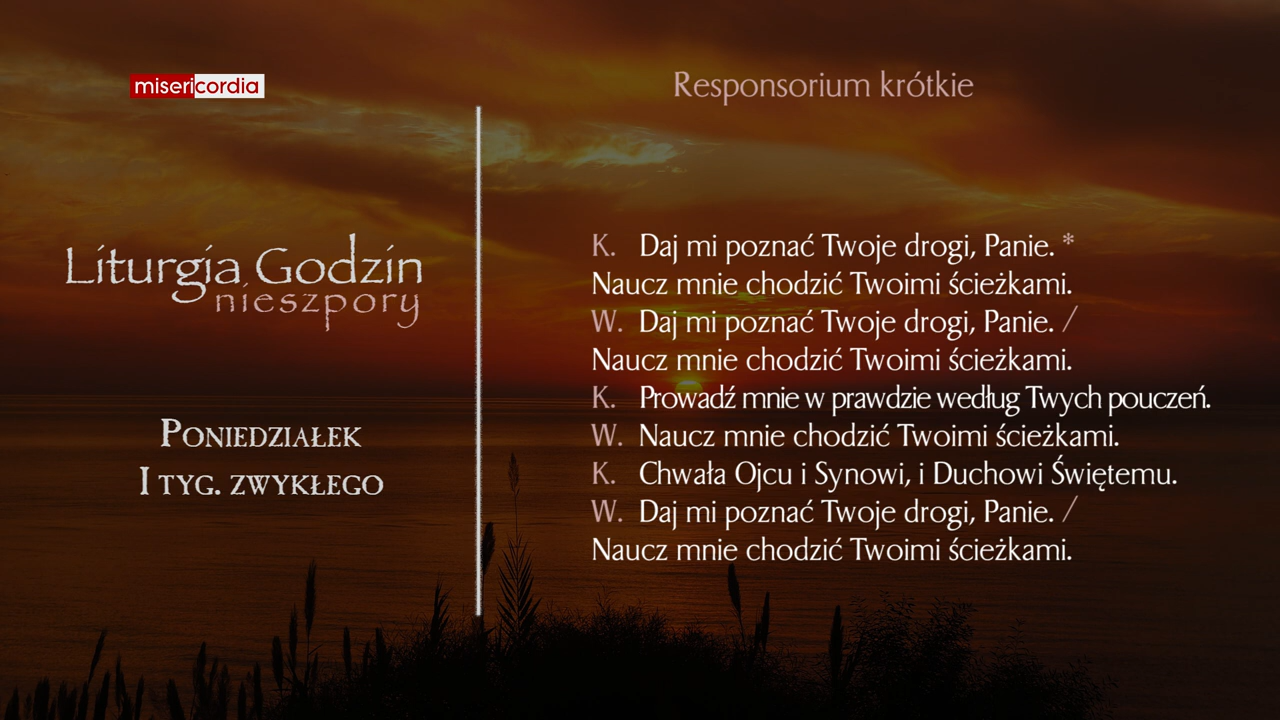 misericordia
Responsorium krótkie
Liturgia Godzin
nieszpory
Poniedziałek
I tyg. zwykłego
K. Daj mi poznać Twoje drogi, Panie. *
Naucz mnie chodzić Twoimi ścieżkami.
W. Daj mi poznać Twoje drogi, Panie. /
Naucz mnie chodzić Twoimi ścieżkami.
K. Prowadź mnie w prawdzie według Twych pouczeń.
W. Naucz mnie chodzić Twoimi ścieżkami.
K. Chwała Ojcu i Synowi, i Duchowi Świętemu.
W. Daj mi poznać Twoje drogi, Panie. /
Naucz mnie chodzić Twoimi ścieżkami.